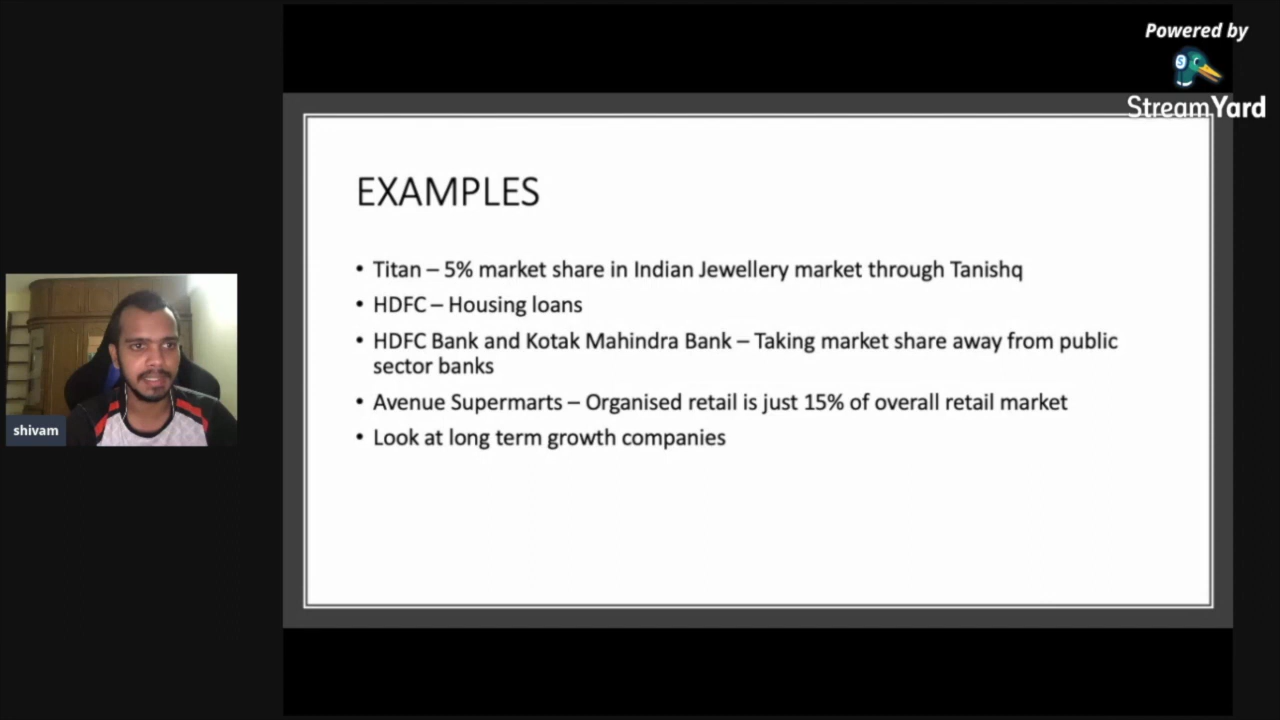 Powered by
StreamYard
EXAMPLES
• Titan – 5% market share in Indian Jewellery market through Tanishq
• HDFC – Housing loans
• HDFC Bank and Kotak Mahindra Bank – Taking market share away from public
sector banks
• Avenue Supermarts – Organised retail is just 15% of overall retail market
• Look at long term growth companies
shivam